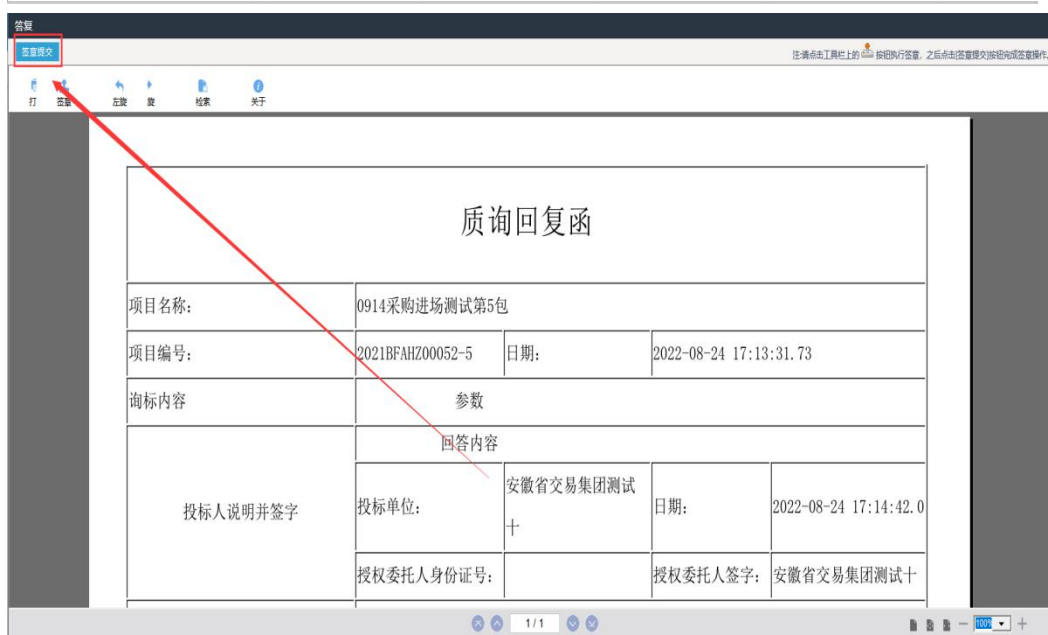 答复
签章提交
注:请点击工具栏上的 按钮执行签章，之后点击[签章提交]按钮完成签章操作.
打 签章 左旋 旋 检索 关于
质询回复函
项目名称: 0914采购进场测试第5包
项目编号: 2021BFAHZ00052-5 日期: 2022-08-24 17:13:31.73
询标内容 参数
回答内容
投标人说明并签字 投标单位: 安徽省交易集团测试十 日期: 2022-08-24 17:14:42.0
授权委托人身份证号: 授权委托人签字: 安徽省交易集团测试十
1/1 100%